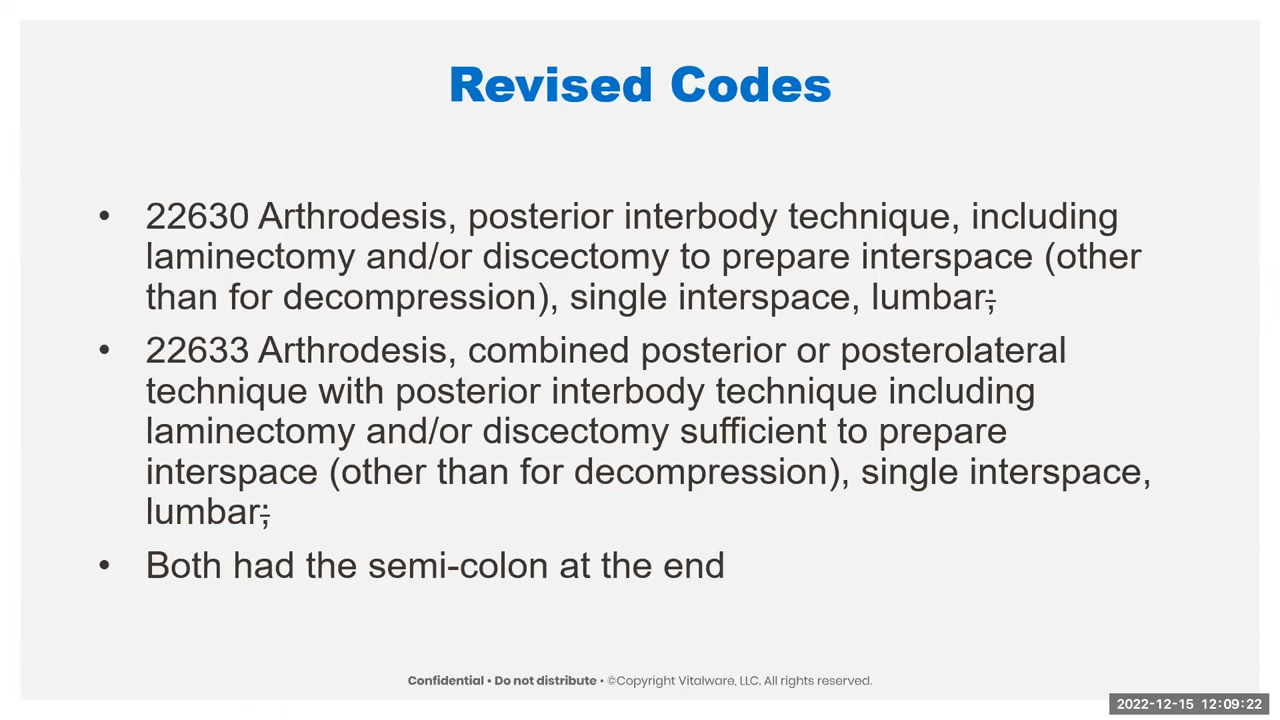 Revised Codes
• 22630 Arthrodesis, posterior interbody technique, including
laminectomy and/or discectomy to prepare interspace (other
than for decompression), single interspace, lumbar;
• 22633 Arthrodesis, combined posterior or posterolateral
technique with posterior interbody technique including
laminectomy and/or discectomy sufficient to prepare
interspace (other than for decompression), single interspace,
lumbar;
• Both had the semi-colon at the end
Confidential • Do not distribute • ©Copyright Vitalware, LLC. All rights reserved.
2022-12-15 12:09:22